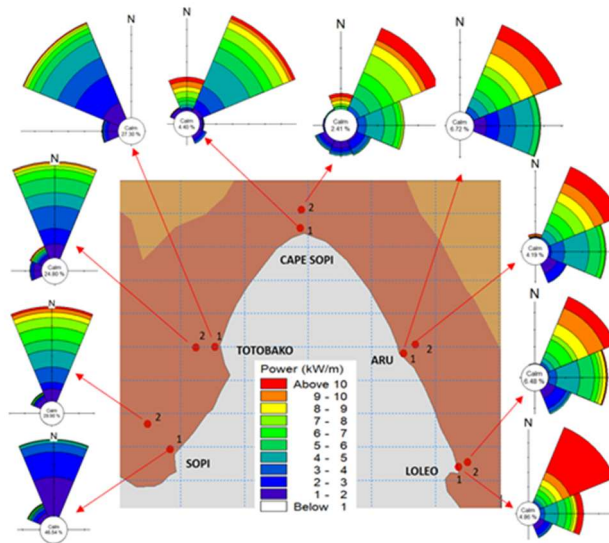 N
N
N
N
Calm
27.30 %
Calm
4.40 %
Calm
2.41 %
Calm
6.72 %
N
N
Calm
24.80 %
Calm
4.19 %
2
1
CAPE SOPI
N
N
Calm
Calm
6.48 %
2
1
TOTOBAKO
ARU
1
2
Power (kW/m)
Above 10
9 - 10
8 - 9
7 - 8
6 - 7
5 - 6
4 - 5
3 - 4
2 - 3
1 - 2
Below 1
2
1
SOPI
LOLEO
1
2
N
N
Calm
46.54 %
Calm
4.86 %